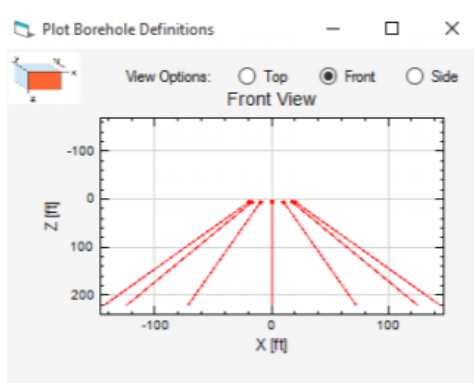 Plot Borehole Definitions
View Options: Top Front Side
Front View
-100
0
100
200
Z [ft]
-100 0 100
X [ft]